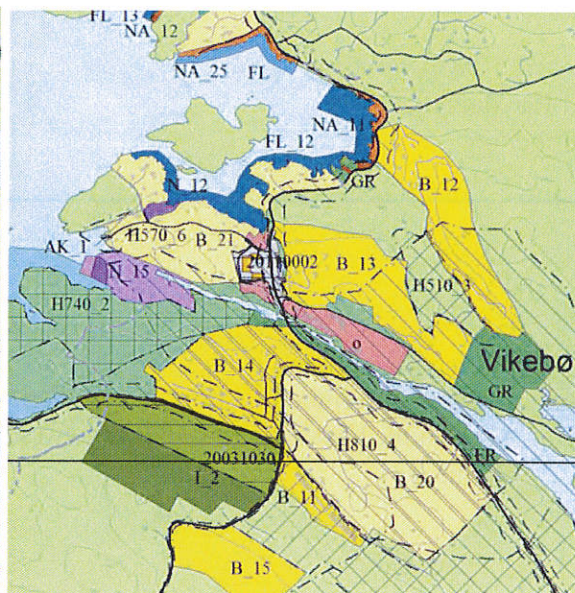 FL_13
NA_12
NA_25
FL
NA_11
FL_12
N_12
GR
B_12
H570_6
B_21
AK_1
20110002
B_13
N_15
H510_3
H740_2
o
Vikebø
B_14
GR
H810_4
20031030
FR
I_2
B_20
B_11
B_15